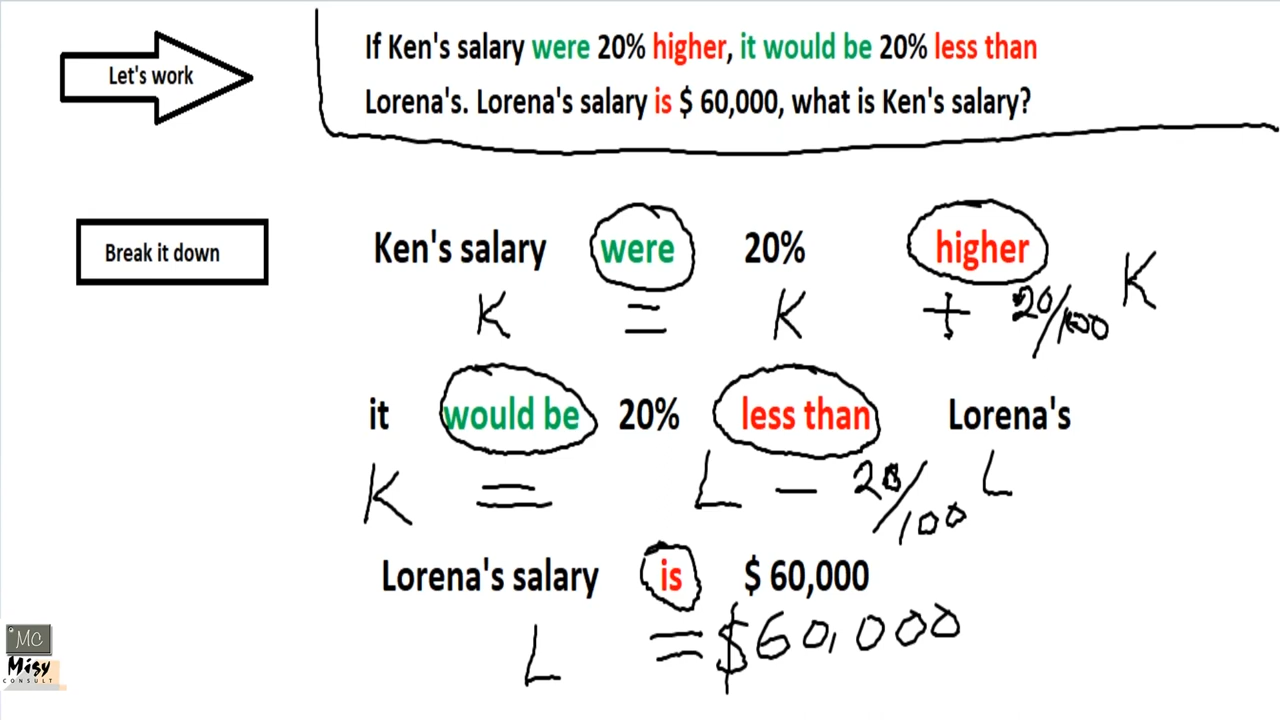 Let's work
If Ken's salary were 20% higher, it would be 20% less than
Lorena's. Lorena's salary is $ 60,000, what is Ken's salary?
Break it down
Ken's salary were 20% higher
K = K + 20/100 K
it would be 20% less than Lorena's
K = L - 20/100 L
Lorena's salary is $ 60,000
L = $60,000
MC
Misy
CONSULT